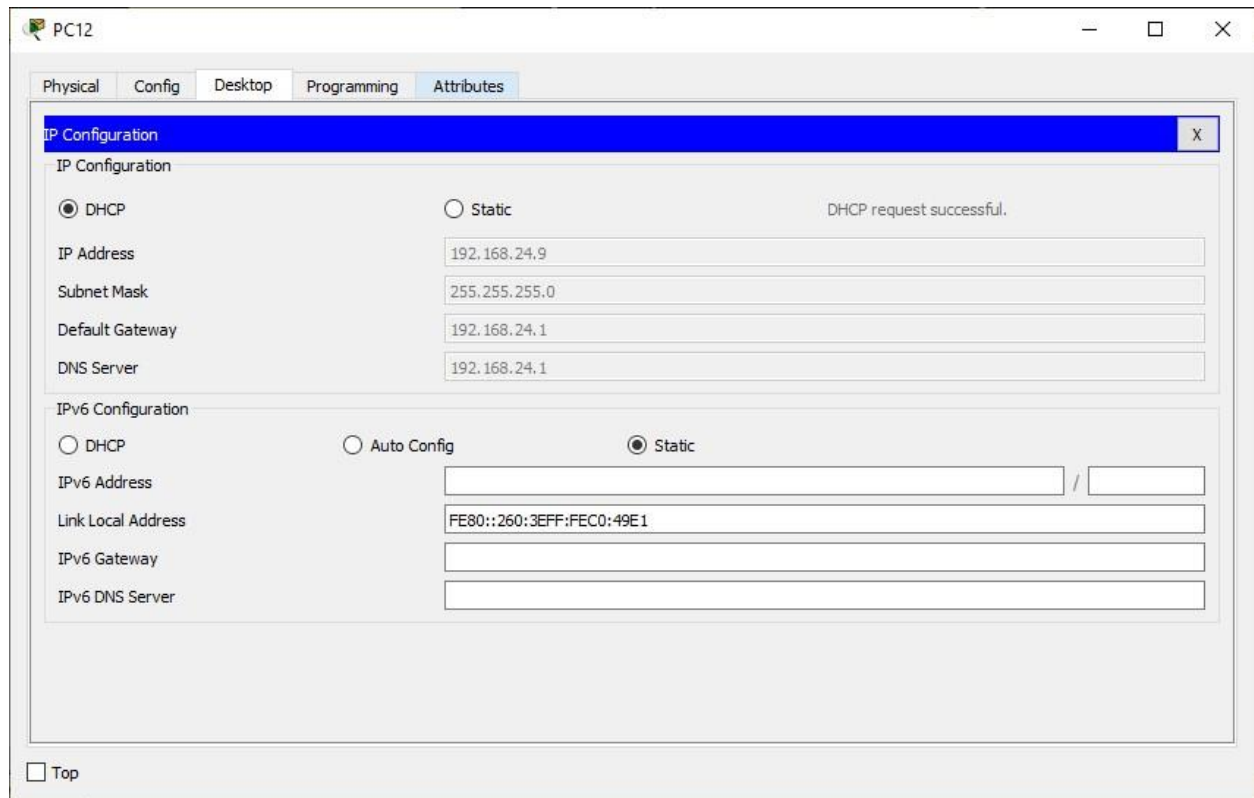 PC12
Physical Config Desktop Programming Attributes
IP Configuration X
IP Configuration
DHCP Static DHCP request successful.
IP Address 192.168.24.9
Subnet Mask 255.255.255.0
Default Gateway 192.168.24.1
DNS Server 192.168.24.1
IPv6 Configuration
DHCP Auto Config Static
IPv6 Address /
Link Local Address FE80::260:3EFF:FEC0:49E1
IPv6 Gateway
IPv6 DNS Server
Top